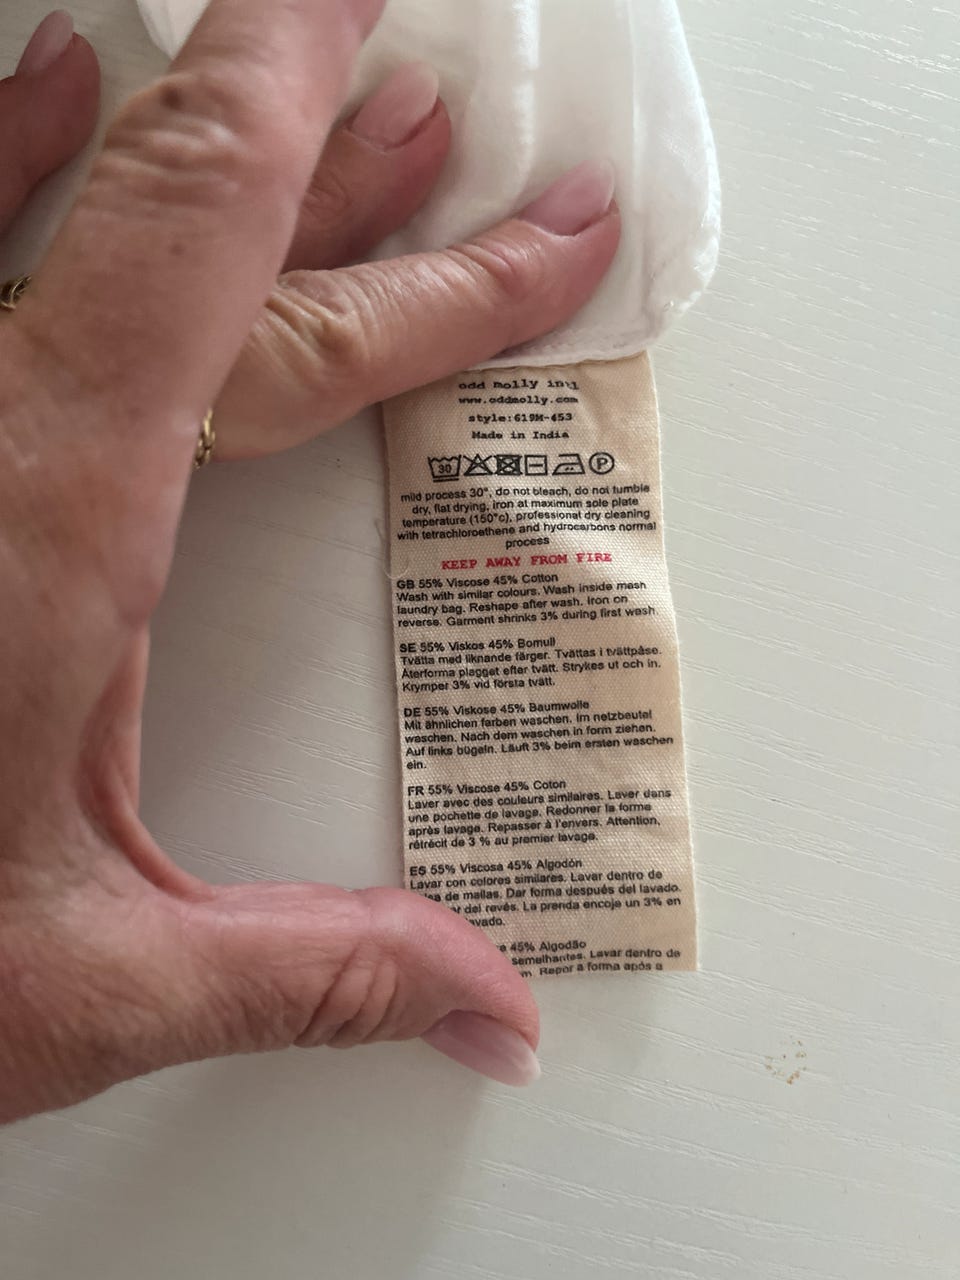 odd molly int'l
www.oddmolly.com
style:619M-453
Made in India
30 P
mild process 30°, do not bleach, do not tumble
dry, flat drying, iron at maximum sole plate
temperature (150°c), professional dry cleaning
with tetrachloroethene and hydrocarbons normal
process
KEEP AWAY FROM FIRE
GB 55% Viscose 45% Cotton
Wash with similar colours. Wash inside mesh
laundry bag. Reshape after wash. Iron on
reverse. Garment shrinks 3% during first wash.
SE 55% Viskos 45% Bomull
Tvätta med liknande färger. Tvättas i tvättpåse.
Återforma plagget efter tvätt. Strykes ut och in.
Krymper 3% vid första tvätt.
DE 55% Viskose 45% Baumwolle
Mit ähnlichen farben waschen. Im netzbeutel
waschen. Nach dem waschen in form ziehen.
Auf links bügeln. Läuft 3% beim ersten waschen
ein.
FR 55% Viscose 45% Coton
Laver avec des couleurs similaires. Laver dans
une pochette de lavage. Redonner la forme
après lavage. Repasser à l'envers. Attention,
rétrécit de 3 % au premier lavage.
ES 55% Viscosa 45% Algodón
Lavar con colores similares. Lavar dentro de
de mallas. Dar forma después del lavado.
del revés. La prenda encoje un 3% en
45% Algodão
semelhantes. Lavar dentro de
Repor a forma após a